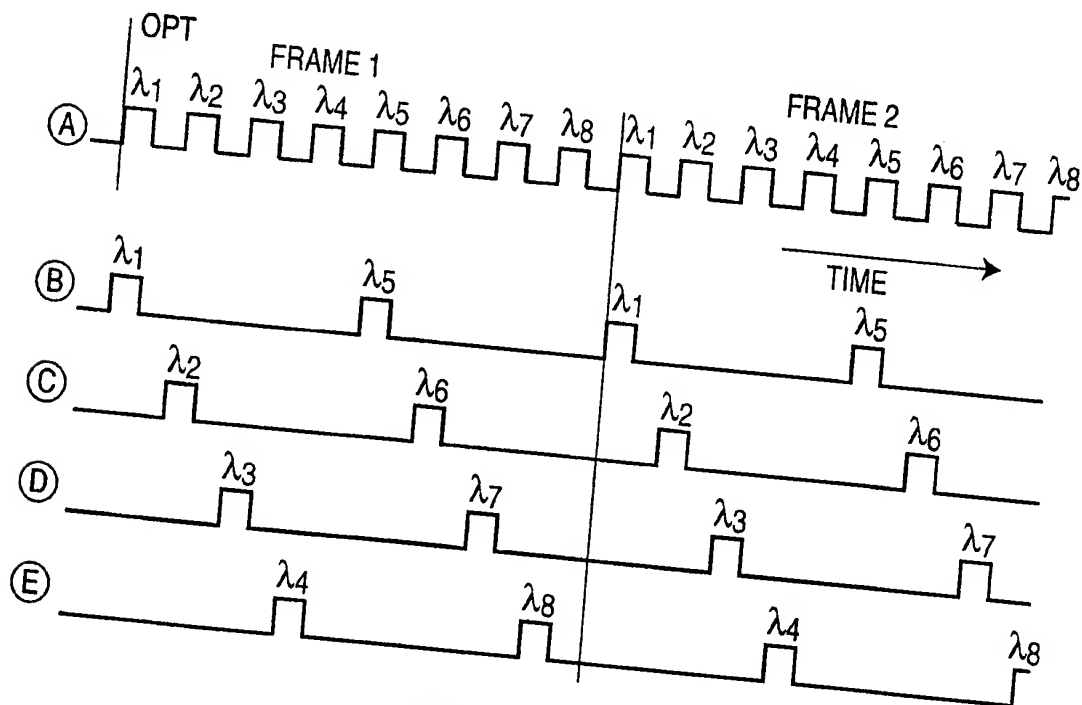 OPT
FRAME 1
FRAME 2
A λ1 λ2 λ3 λ4 λ5 λ6 λ7 λ8 λ1 λ2 λ3 λ4 λ5 λ6 λ7 λ8
TIME
B λ1 λ5 λ1 λ5
C λ2 λ6 λ2 λ6
D λ3 λ7 λ3 λ7
E λ4 λ8 λ4 λ8